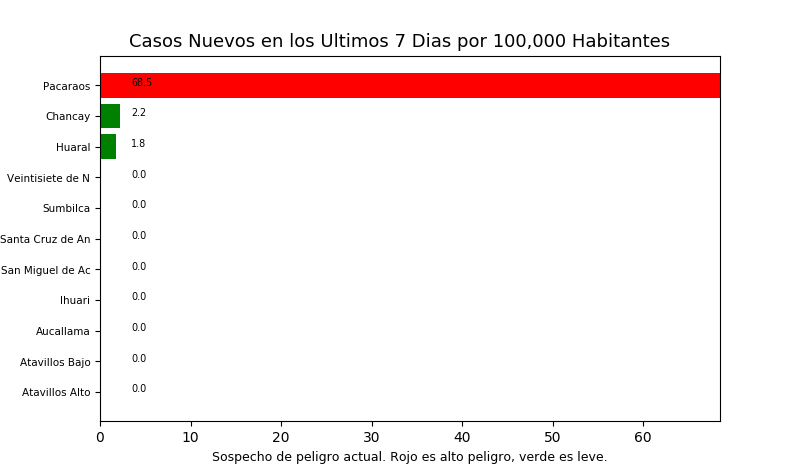 Casos Nuevos en los Ultimos 7 Dias por 100,000 Habitantes
Pacaraos 68.5
Chancay 2.2
Huaral 1.8
Veintisiete de N 0.0
Sumbilca 0.0
Santa Cruz de An 0.0
San Miguel de Ac 0.0
Ihuari 0.0
Aucallama 0.0
Atavillos Bajo 0.0
Atavillos Alto 0.0
0 10 20 30 40 50 60
Sospecho de peligro actual. Rojo es alto peligro, verde es leve.